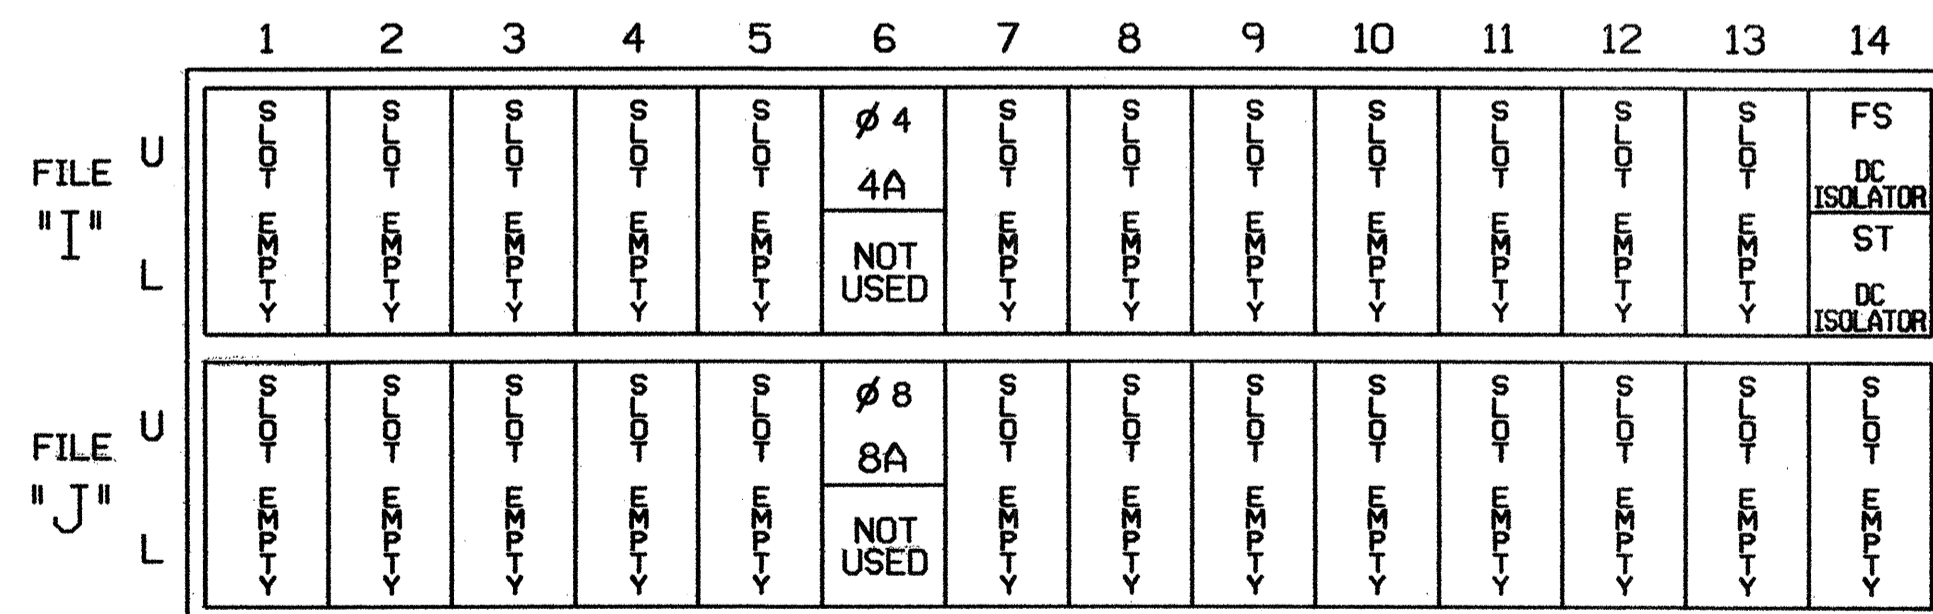 1 2 3 4 5 6 7 8 9 10 11 12 13 14
FILE "I"
U
L
SLOT EMPTY
SLOT EMPTY
SLOT EMPTY
SLOT EMPTY
SLOT EMPTY
Ø 4
4A
NOT
USED
SLOT EMPTY
SLOT EMPTY
SLOT EMPTY
SLOT EMPTY
SLOT EMPTY
SLOT EMPTY
SLOT EMPTY
FS
DC
ISOLATOR
ST
DC
ISOLATOR
FILE "J"
U
L
SLOT EMPTY
SLOT EMPTY
SLOT EMPTY
SLOT EMPTY
SLOT EMPTY
Ø 8
8A
NOT
USED
SLOT EMPTY
SLOT EMPTY
SLOT EMPTY
SLOT EMPTY
SLOT EMPTY
SLOT EMPTY
SLOT EMPTY
SLOT EMPTY